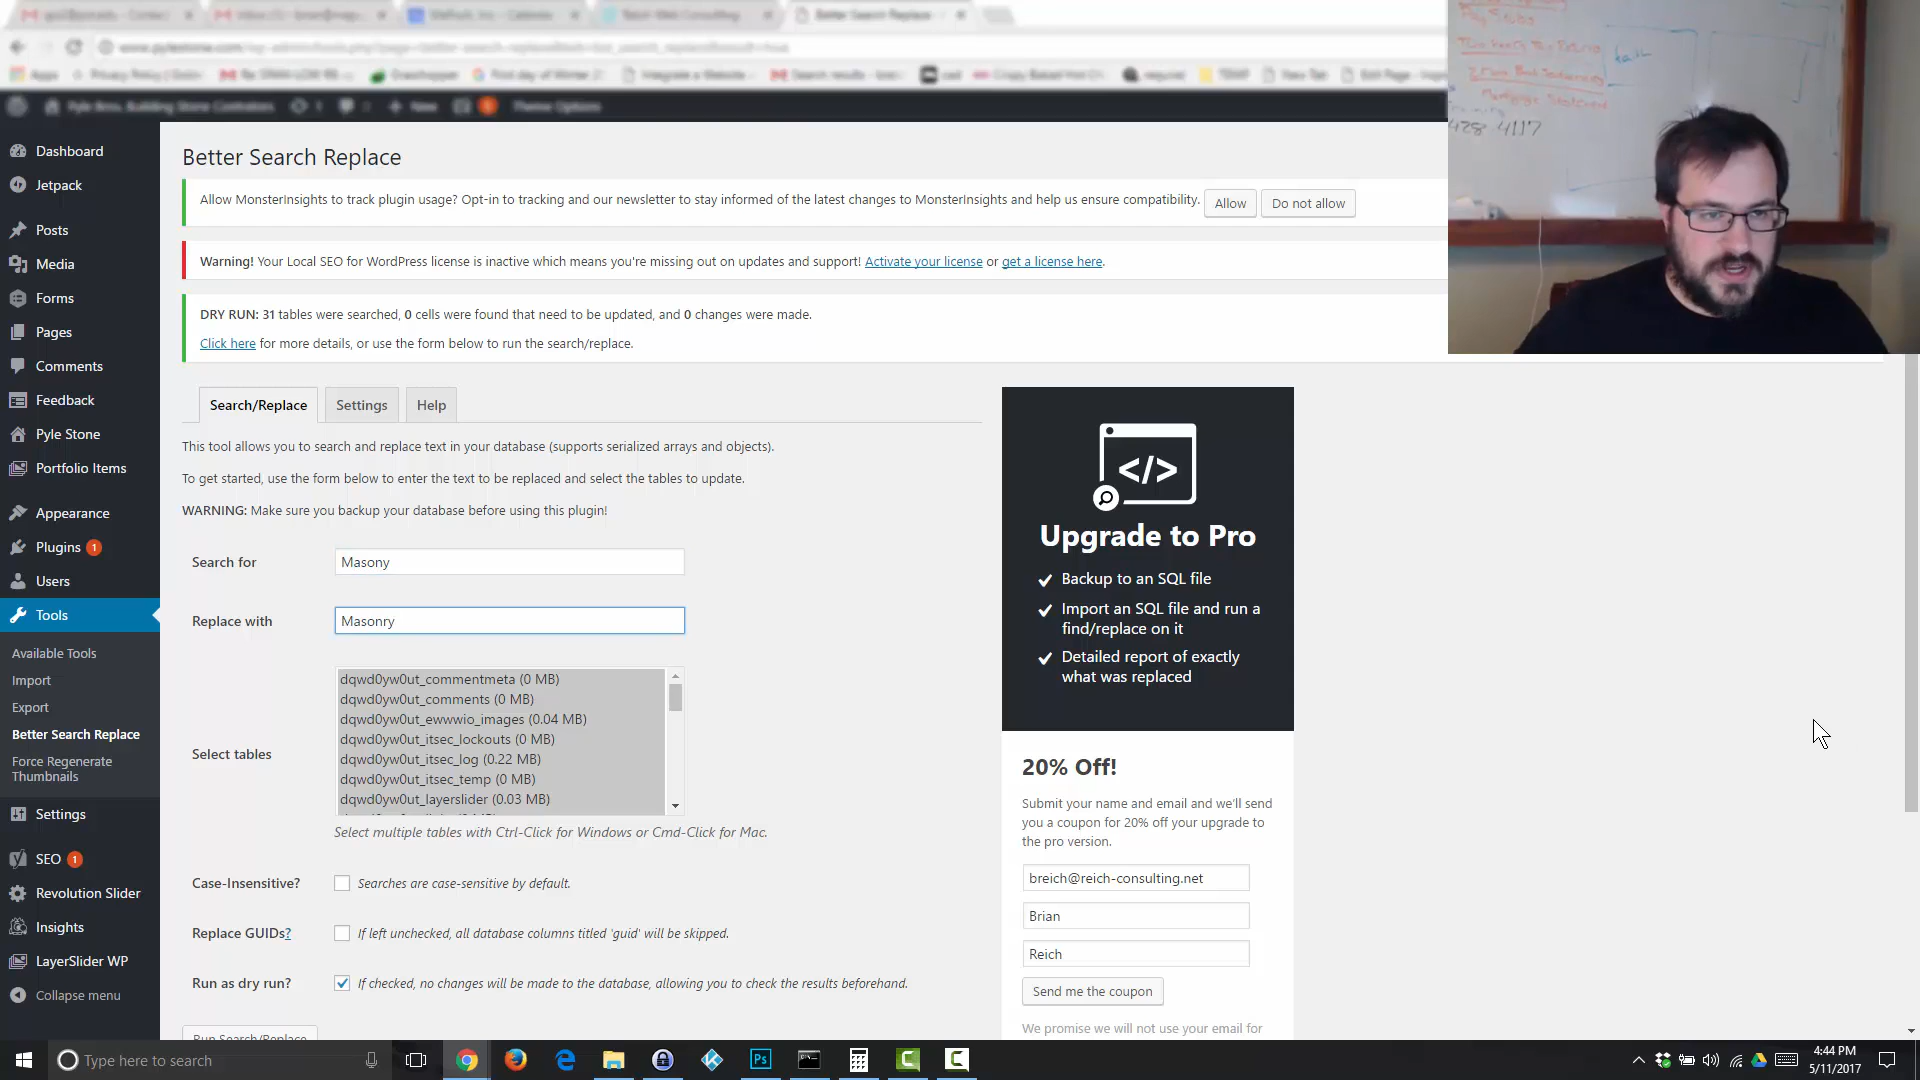 Pyle Bros. Building Stone Contractors
New
Theme Options
Dashboard
Jetpack
Posts
Media
Forms
Pages
Comments
Feedback
Pyle Stone
Portfolio Items
Appearance
Plugins 1
Users
Tools
Available Tools
Import
Export
Better Search Replace
Force Regenerate
Thumbnails
Settings
SEO 1
Revolution Slider
Insights
LayerSlider WP
Collapse menu
Better Search Replace
Allow MonsterInsights to track plugin usage? Opt-in to tracking and our newsletter to stay informed of the latest changes to MonsterInsights and help us ensure compatibility. Allow Do not allow
Warning! Your Local SEO for WordPress license is inactive which means you're missing out on updates and support! Activate your license or get a license here.
DRY RUN: 31 tables were searched, 0 cells were found that need to be updated, and 0 changes were made.
Click here for more details, or use the form below to run the search/replace.
Search/Replace Settings Help
This tool allows you to search and replace text in your database (supports serialized arrays and objects).
To get started, use the form below to enter the text to be replaced and select the tables to update.
WARNING: Make sure you backup your database before using this plugin!
Search for Masony
Replace with Masonry
Select tables
dqwd0yw0ut_commentmeta (0 MB)
dqwd0yw0ut_comments (0 MB)
dqwd0yw0ut_ewwwio_images (0.04 MB)
dqwd0yw0ut_itsec_lockouts (0 MB)
dqwd0yw0ut_itsec_log (0.22 MB)
dqwd0yw0ut_itsec_temp (0 MB)
dqwd0yw0ut_layerslider (0.03 MB)
Select multiple tables with Ctrl-Click for Windows or Cmd-Click for Mac.
Case-Insensitive? Searches are case-sensitive by default.
Replace GUIDs? If left unchecked, all database columns titled 'guid' will be skipped.
Run as dry run? If checked, no changes will be made to the database, allowing you to check the results beforehand.
Run Search/Replace
</>
Upgrade to Pro
Backup to an SQL file
Import an SQL file and run a
find/replace on it
Detailed report of exactly
what was replaced
20% Off!
Submit your name and email and we'll send
you a coupon for 20% off your upgrade to
the pro version.
breich@reich-consulting.net
Brian
Reich
Send me the coupon
We promise we will not use your email for
428 4117
Type here to search
Ps
4:44 PM
5/11/2017